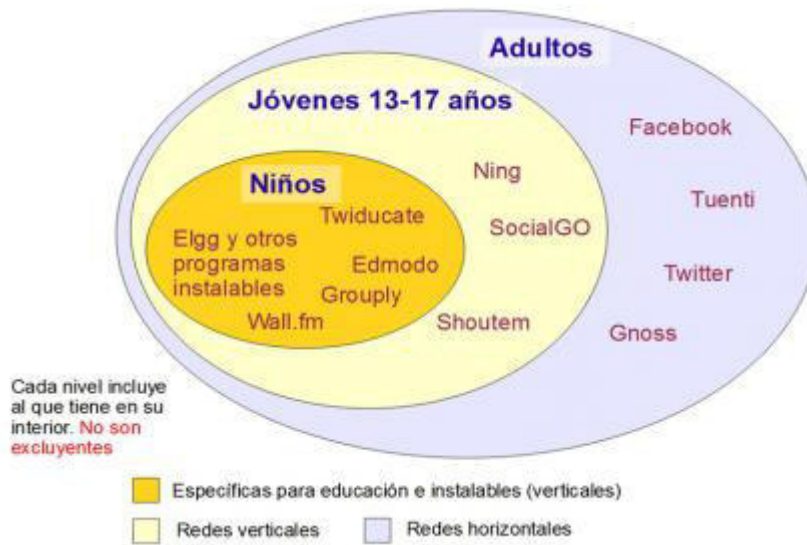 Adultos
Jóvenes 13-17 años
Facebook
Niños
Ning
Tuenti
Twiducate
SocialGO
Elgg y otros
programas
instalables
Edmodo
Twitter
Grouply
Wall.fm
Shoutem
Gnoss
Cada nivel incluye
al que tiene en su
interior. No son
excluyentes
Específicas para educación e instalables (verticales)
Redes verticales
Redes horizontales